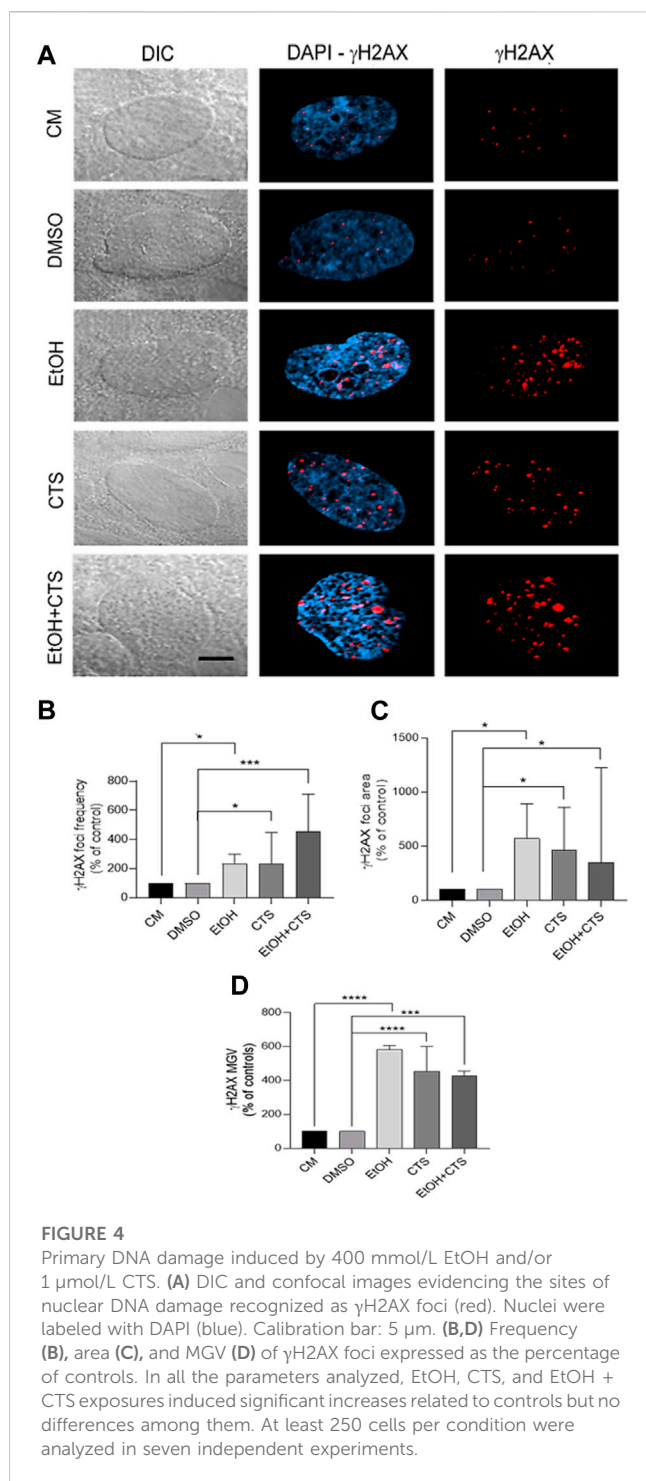 A
DIC
DAPI - γH2AX
γH2AX
CM
DMSO
EtOH
CTS
EtOH+CTS
B
γH2AX foci frequency
(% of control)
800
600
400
200
CM
DMSO
EtOH
CTS
EtOH+CTS
*
***
*
C
γH2AX foci area
(% of control)
1500
1000
500
0
CM
DMSO
EtOH
CTS
EtOH+CTS
*
*
*
D
γH2AX MGV
(% of controls)
800
600
400
200
0
CM
DMSO
EtOH
CTS
EtOH+CTS
****
***
****
FIGURE 4
Primary DNA damage induced by 400 mmol/L EtOH and/or
1 μmol/L CTS. (A) DIC and confocal images evidencing the sites of
nuclear DNA damage recognized as γH2AX foci (red). Nuclei were
labeled with DAPI (blue). Calibration bar: 5 μm. (B,D) Frequency
(B), area (C), and MGV (D) of γH2AX foci expressed as the percentage
of controls. In all the parameters analyzed, EtOH, CTS, and EtOH +
CTS exposures induced significant increases related to controls but no
differences among them. At least 250 cells per condition were
analyzed in seven independent experiments.